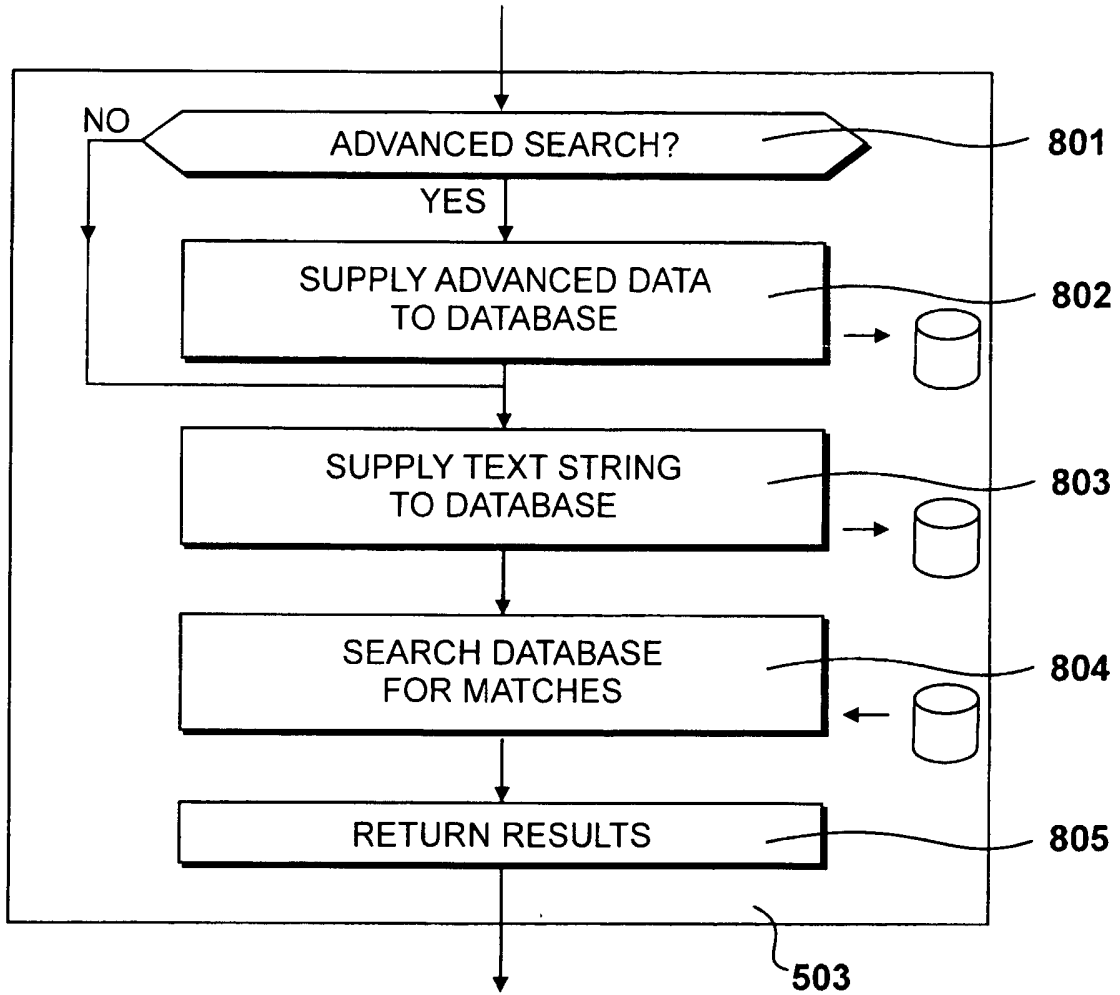 NO
ADVANCED SEARCH?
801
YES
SUPPLY ADVANCED DATA
TO DATABASE
802
SUPPLY TEXT STRING
TO DATABASE
803
SEARCH DATABASE
FOR MATCHES
804
RETURN RESULTS
805
503